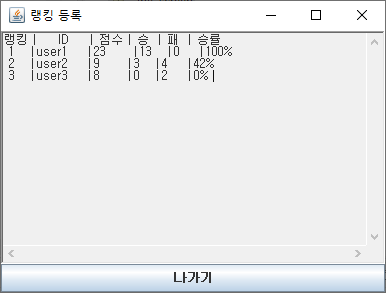 랭킹 등록
랭킹 | ID | 점수 | 승 | 패 | 승률
1 |user1 |23 |13 |0 |100%
2 |user2 |9 |3 |4 |42%
3 |user3 |8 |0 |2 |0%
나가기